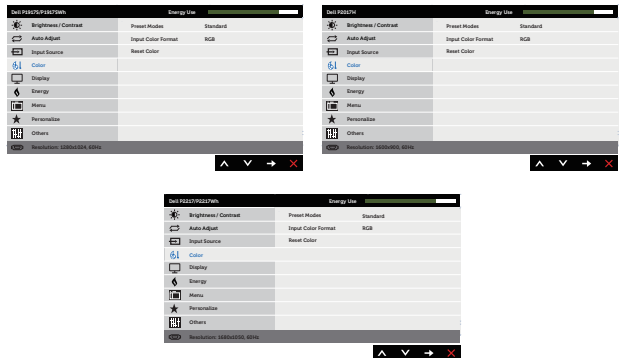 Dell P1917S/P1917SWh Energy Use
Brightness / Contrast Preset Modes Standard
Auto Adjust Input Color Format RGB
Input Source Reset Color
Color
Display
Energy
Menu
Personalize
Others
Resolution: 1280x1024, 60Hz
Dell P2017H Energy Use
Brightness / Contrast Preset Modes Standard
Auto Adjust Input Color Format RGB
Input Source Reset Color
Color
Display
Energy
Menu
Personalize
Others
Resolution: 1600x900, 60Hz
Dell P2217/P2217Wh Energy Use
Brightness / Contrast Preset Modes Standard
Auto Adjust Input Color Format RGB
Input Source Reset Color
Color
Display
Energy
Menu
Personalize
Others
Resolution: 1680x1050, 60Hz